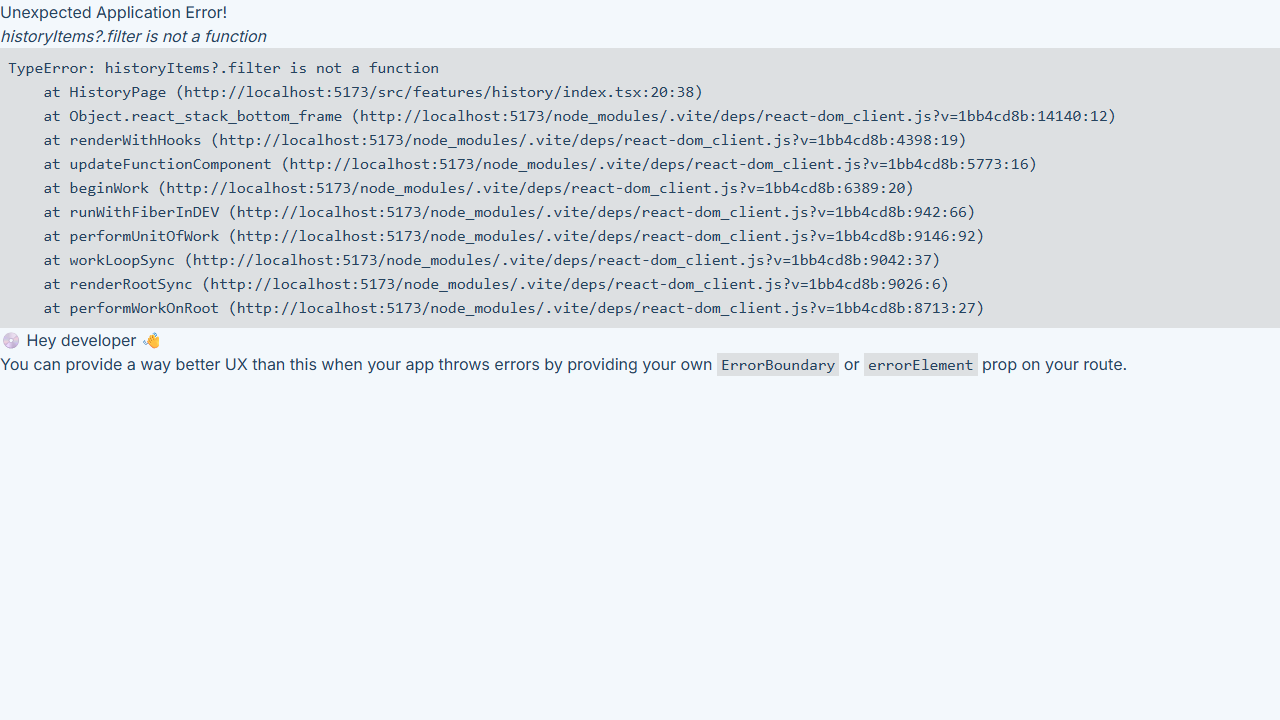 Unexpected Application Error!
historyItems?.filter is not a function
TypeError: historyItems?.filter is not a function
    at HistoryPage (http://localhost:5173/src/features/history/index.tsx:20:38)
    at Object.react_stack_bottom_frame (http://localhost:5173/node_modules/.vite/deps/react-dom_client.js?v=1bb4cd8b:14140:12)
    at renderWithHooks (http://localhost:5173/node_modules/.vite/deps/react-dom_client.js?v=1bb4cd8b:4398:19)
    at updateFunctionComponent (http://localhost:5173/node_modules/.vite/deps/react-dom_client.js?v=1bb4cd8b:5773:16)
    at beginWork (http://localhost:5173/node_modules/.vite/deps/react-dom_client.js?v=1bb4cd8b:6389:20)
    at runWithFiberInDEV (http://localhost:5173/node_modules/.vite/deps/react-dom_client.js?v=1bb4cd8b:942:66)
    at performUnitOfWork (http://localhost:5173/node_modules/.vite/deps/react-dom_client.js?v=1bb4cd8b:9146:92)
    at workLoopSync (http://localhost:5173/node_modules/.vite/deps/react-dom_client.js?v=1bb4cd8b:9042:37)
    at renderRootSync (http://localhost:5173/node_modules/.vite/deps/react-dom_client.js?v=1bb4cd8b:9026:6)
    at performWorkOnRoot (http://localhost:5173/node_modules/.vite/deps/react-dom_client.js?v=1bb4cd8b:8713:27)
💿 Hey developer 👋
You can provide a way better UX than this when your app throws errors by providing your own ErrorBoundary or errorElement prop on your route.